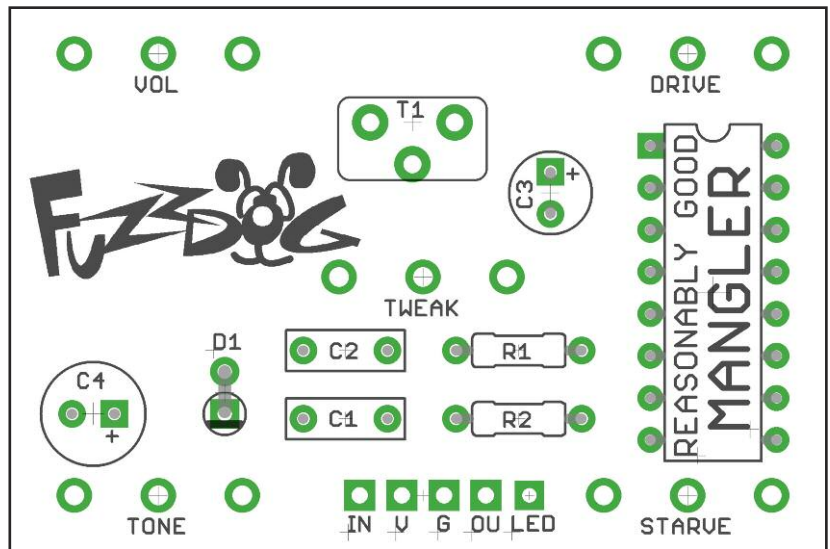 VOL
DRIVE
T1
C3
+
FuzzDog
REASONABLY GOOD
MANGLER
TWEAK
D1
C2
R1
C4
+
C1
R2
TONE
IN V G OU LED
STARVE